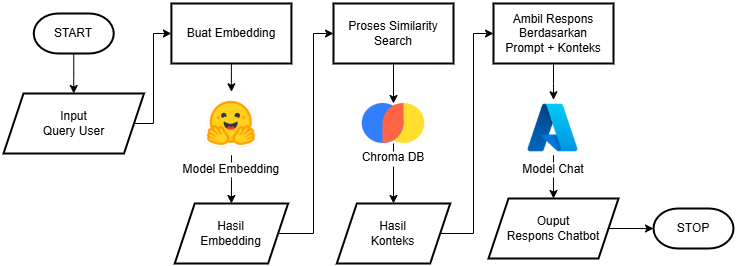 START
Input
Query User
Buat Embedding
Model Embedding
Hasil
Embedding
Proses Similarity
Search
Chroma DB
Hasil
Konteks
Ambil Respons
Berdasarkan
Prompt + Konteks
Model Chat
Ouput
Respons Chatbot
STOP